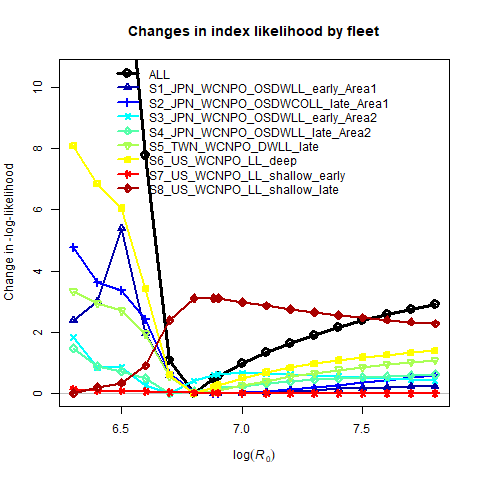 Changes in index likelihood by fleet
ALL
S1_JPN_WCNPO_OSDWLL_early_Area1
S2_JPN_WCNPO_OSDWCOLL_late_Area1
S3_JPN_WCNPO_OSDWLL_early_Area2
S4_JPN_WCNPO_OSDWLL_late_Area2
S5_TWN_WCNPO_DWLL_late
S6_US_WCNPO_LL_deep
S7_US_WCNPO_LL_shallow_early
S8_US_WCNPO_LL_shallow_late
Change in -log-likelihood
10
8
6
4
2
0
6.5 7.0 7.5
log(R₀)